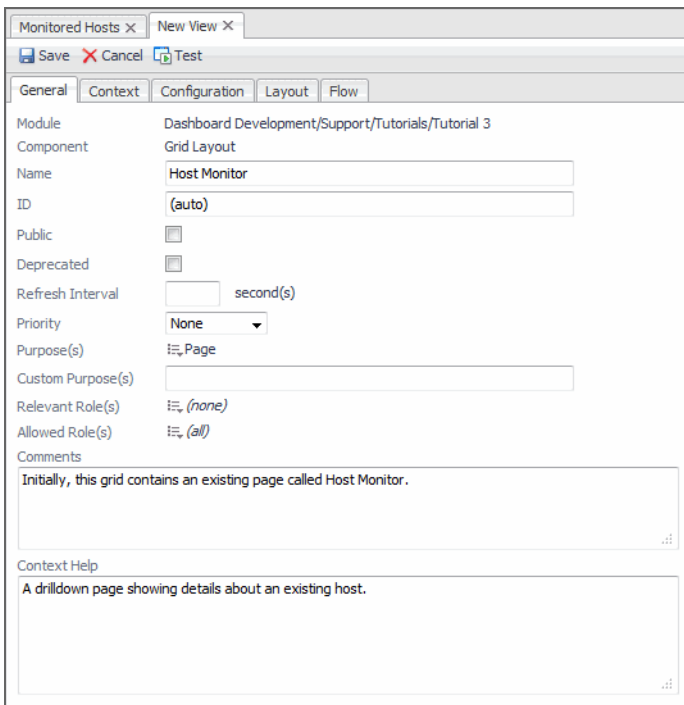 Monitored Hosts New View
Save Cancel Test
General Context Configuration Layout Flow
Module Dashboard Development/Support/Tutorials/Tutorial 3
Component Grid Layout
Name Host Monitor
ID (auto)
Public
Deprecated
Refresh Interval second(s)
Priority None
Purpose(s) Page
Custom Purpose(s)
Relevant Role(s) (none)
Allowed Role(s) (all)
Comments
Initially, this grid contains an existing page called Host Monitor.
Context Help
A drilldown page showing details about an existing host.